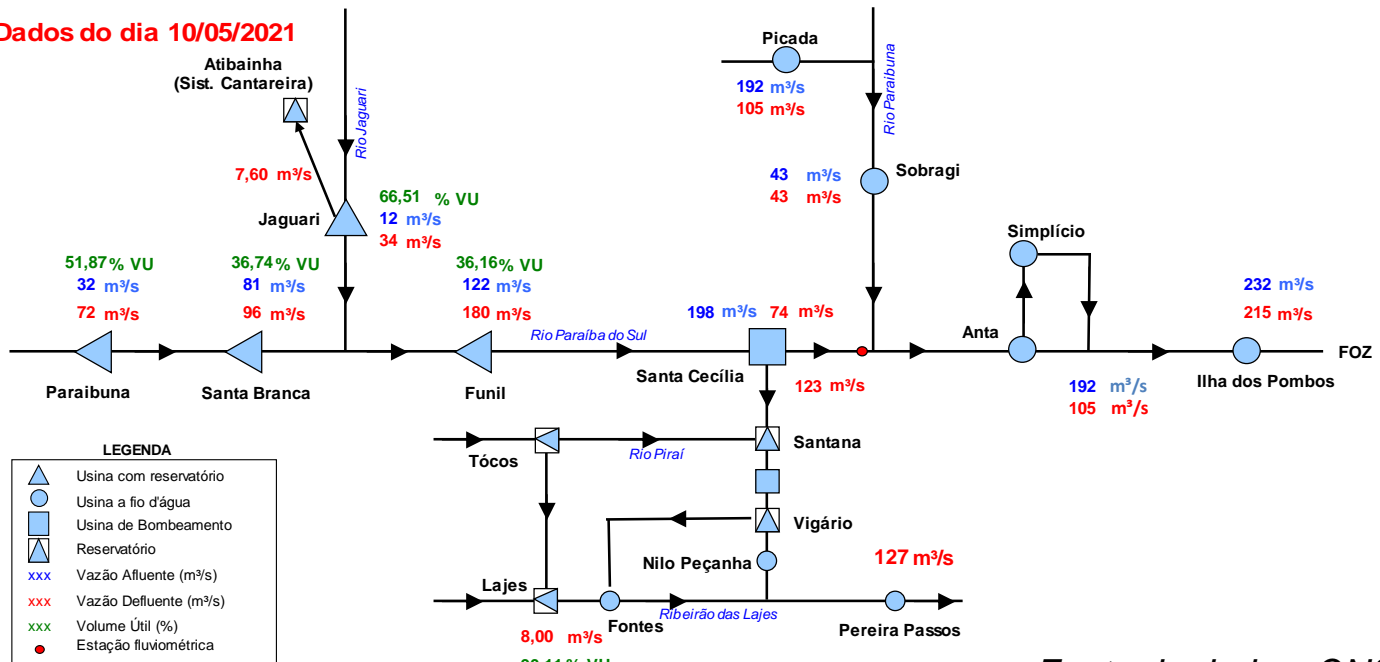 Dados do dia 10/05/2021
Atibainha
(Sist. Cantareira)
Rio Jaguari
7,60 m³/s
Jaguari
66,51 % VU
12 m³/s
34 m³/s
Picada
192 m³/s
105 m³/s
Rio Paraibuna
43 m³/s
43 m³/s
Sobragi
Simplício
Anta
192 m³/s
105 m³/s
232 m³/s
215 m³/s
Ilha dos Pombos
FOZ
51,87% VU
32 m³/s
72 m³/s
Paraibuna
36,74% VU
81 m³/s
96 m³/s
Santa Branca
36,16% VU
122 m³/s
180 m³/s
Funil
Rio Paraíba do Sul
198 m³/s 74 m³/s
Santa Cecília
123 m³/s
Tócos
Rio Piraí
Santana
Vigário
Nilo Peçanha
127 m³/s
Lajes
Fontes
Ribeirão das Lajes
Pereira Passos
8,00 m³/s
LEGENDA
Usina com reservatório
Usina a fio d'água
Usina de Bombeamento
Reservatório
xxx Vazão Afluente (m³/s)
xxx Vazão Defluente (m³/s)
xxx Volume Útil (%)
Estação fluviométrica